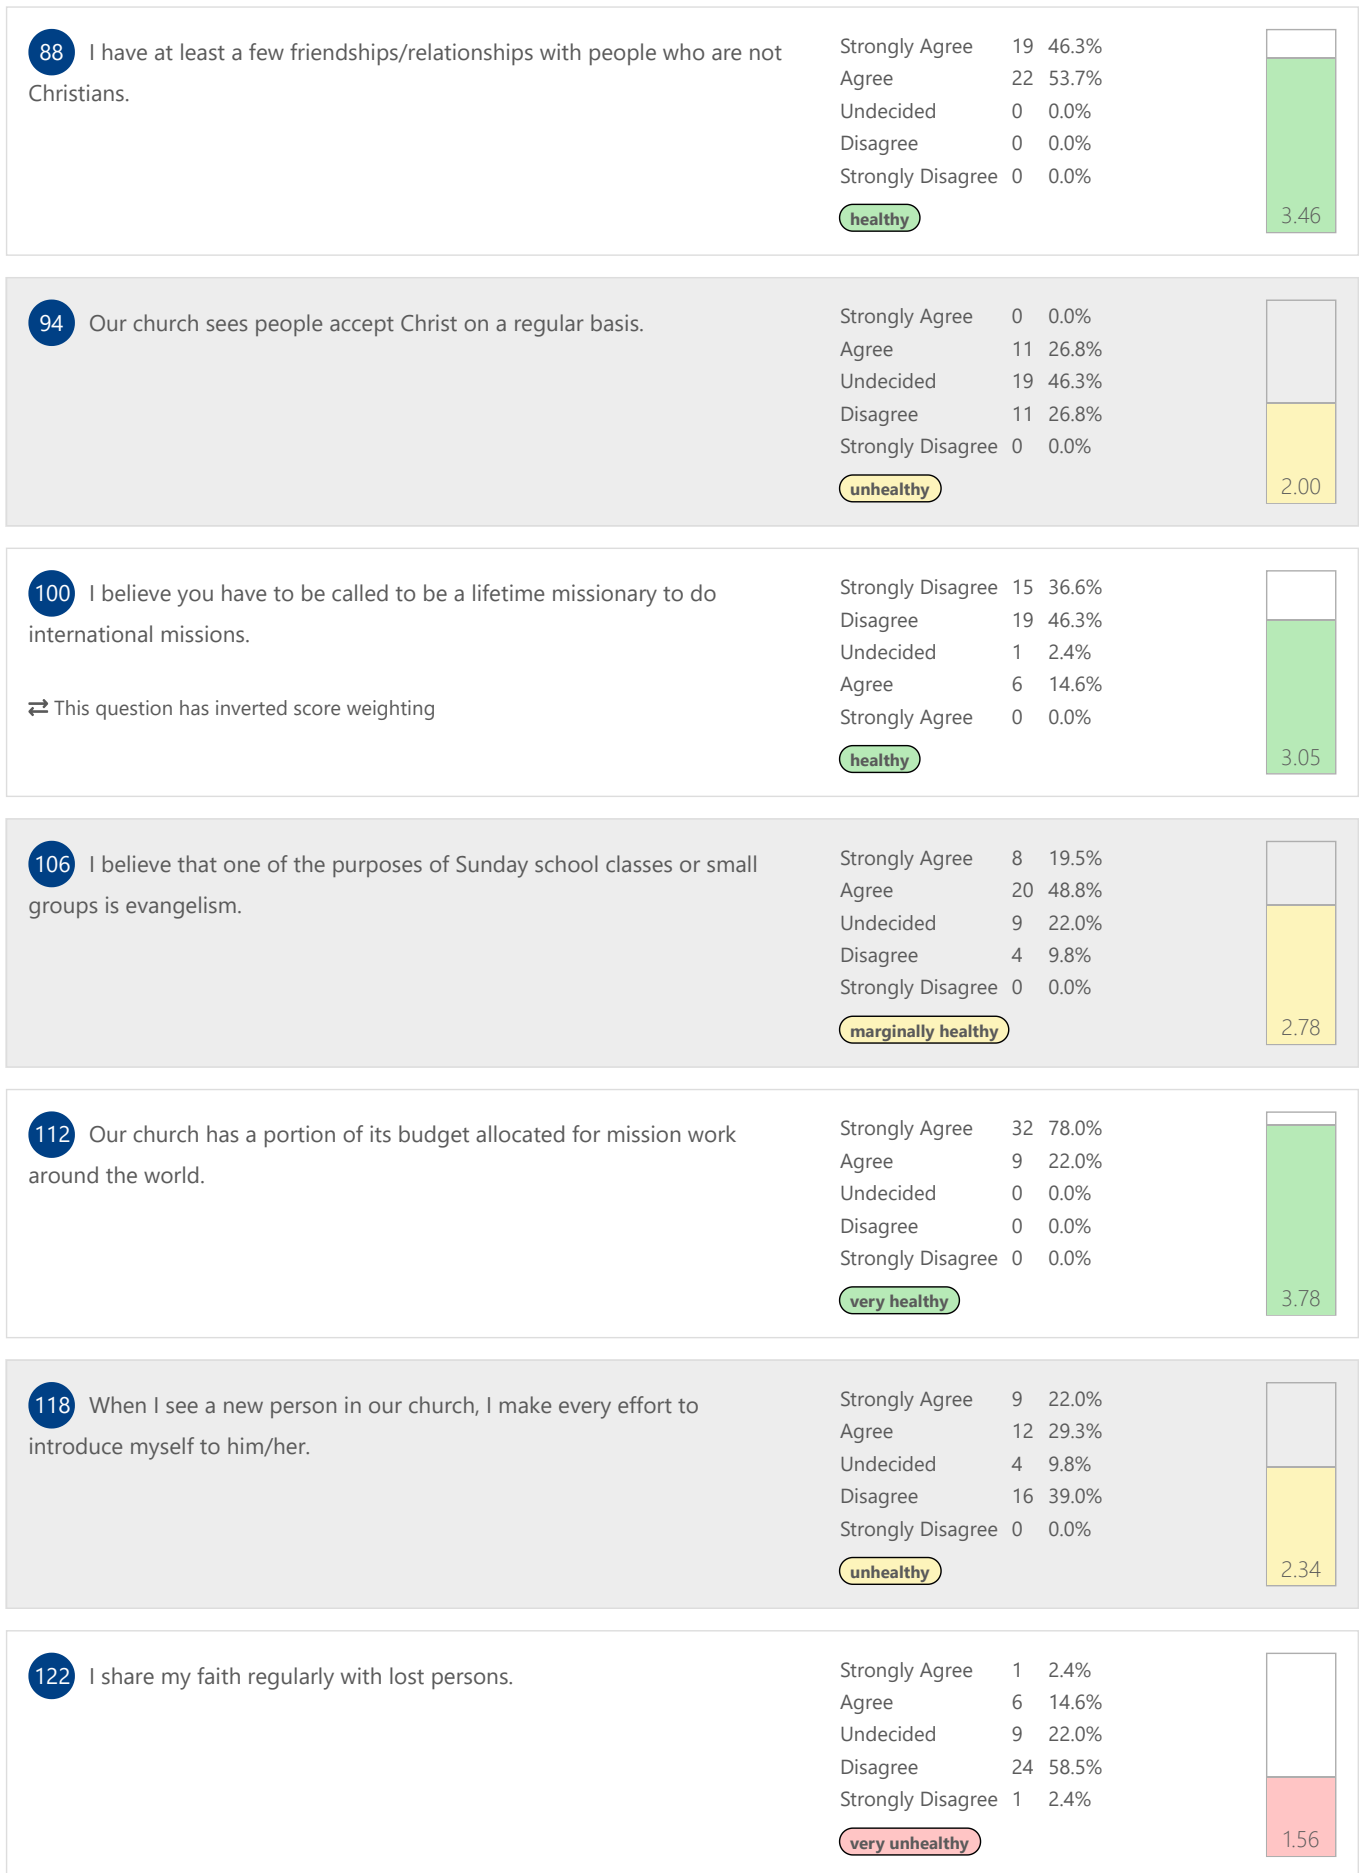 88 I have at least a few friendships/relationships with people who are not
Christians.
Strongly Agree 19 46.3%
Agree 22 53.7%
Undecided 0 0.0%
Disagree 0 0.0%
Strongly Disagree 0 0.0%
healthy
3.46
94 Our church sees people accept Christ on a regular basis.
Strongly Agree 0 0.0%
Agree 11 26.8%
Undecided 19 46.3%
Disagree 11 26.8%
Strongly Disagree 0 0.0%
unhealthy
2.00
100 I believe you have to be called to be a lifetime missionary to do
international missions.
⇄ This question has inverted score weighting
Strongly Disagree 15 36.6%
Disagree 19 46.3%
Undecided 1 2.4%
Agree 6 14.6%
Strongly Agree 0 0.0%
healthy
3.05
106 I believe that one of the purposes of Sunday school classes or small
groups is evangelism.
Strongly Agree 8 19.5%
Agree 20 48.8%
Undecided 9 22.0%
Disagree 4 9.8%
Strongly Disagree 0 0.0%
marginally healthy
2.78
112 Our church has a portion of its budget allocated for mission work
around the world.
Strongly Agree 32 78.0%
Agree 9 22.0%
Undecided 0 0.0%
Disagree 0 0.0%
Strongly Disagree 0 0.0%
very healthy
3.78
118 When I see a new person in our church, I make every effort to
introduce myself to him/her.
Strongly Agree 9 22.0%
Agree 12 29.3%
Undecided 4 9.8%
Disagree 16 39.0%
Strongly Disagree 0 0.0%
unhealthy
2.34
122 I share my faith regularly with lost persons.
Strongly Agree 1 2.4%
Agree 6 14.6%
Undecided 9 22.0%
Disagree 24 58.5%
Strongly Disagree 1 2.4%
very unhealthy
1.56